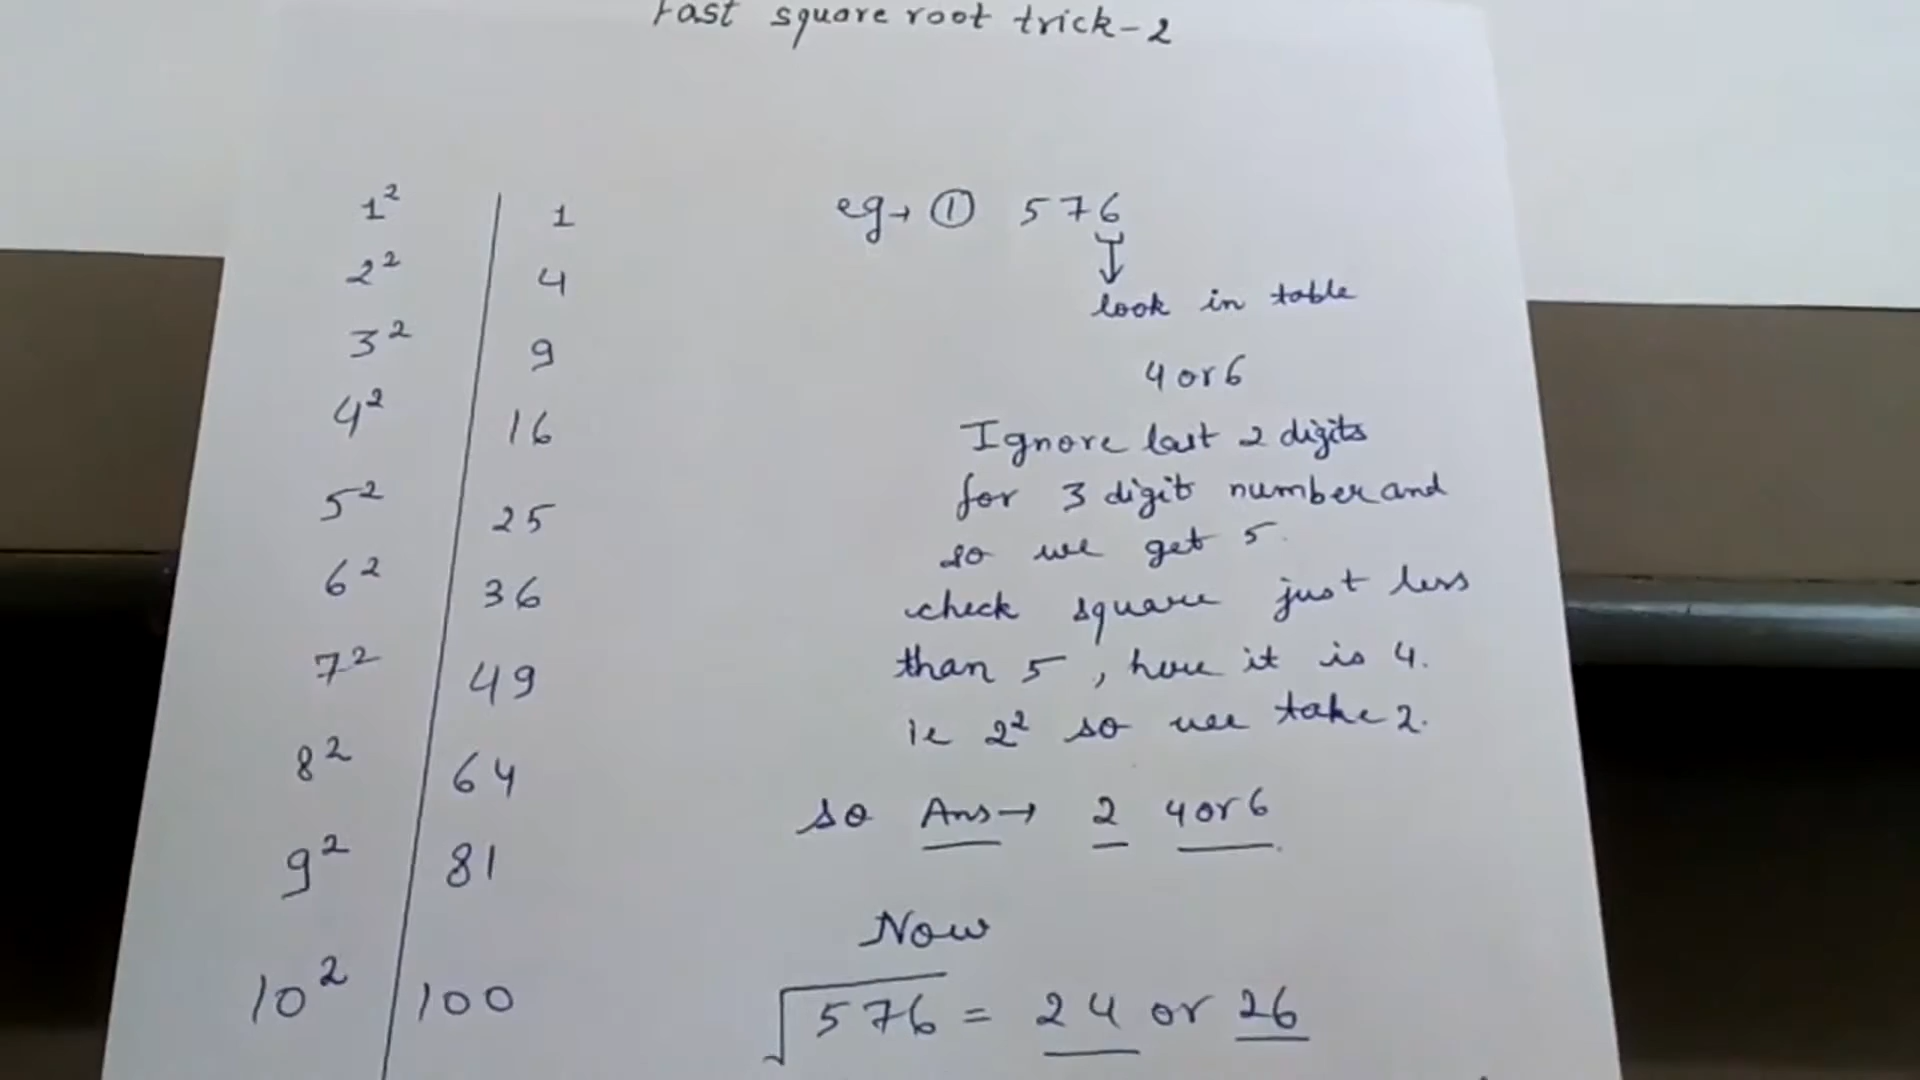 Fast square root trick-2
1² | 1
2² | 4
3² | 9
4² | 16
5² | 25
6² | 36
7² | 49
8² | 64
9² | 81
10² | 100
eg→ ① 576
look in table
4 or 6
Ignore last 2 digits
for 3 digit number and
so we get 5.
check square just less
than 5, here it is 4.
ie 2² so we take 2.
so Ans→ 2 4 or 6
Now
√576 = 24 or 26